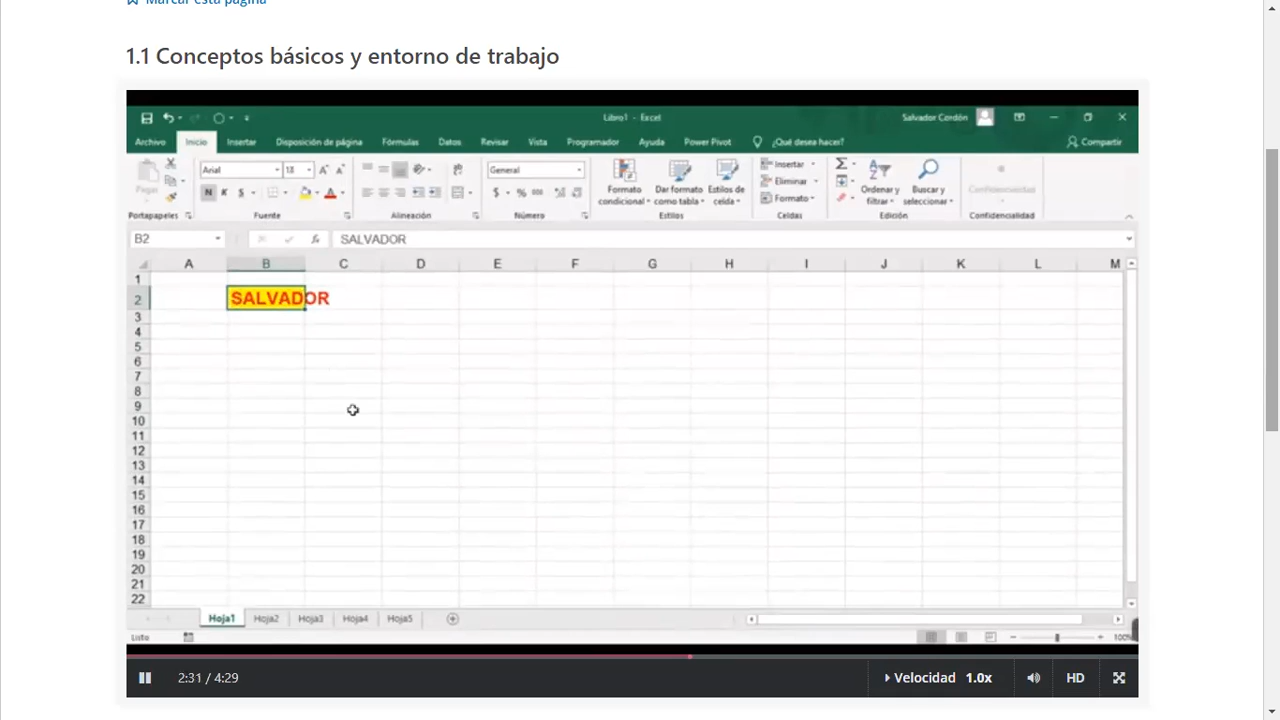 Marcar esta página
1.1 Conceptos básicos y entorno de trabajo
Libro1 - Excel
Salvador Cordón
Archivo Inicio Insertar Disposición de página Fórmulas Datos Revisar Vista Programador Ayuda Power Pivot ¿Qué desea hacer? Compartir
Pegar
Arial 18
N K S
General
$ % 000
Formato condicional
Dar formato como tabla
Estilos de celda
Insertar
Eliminar
Formato
Ordenar y filtrar
Buscar y seleccionar
Confidencialidad
Portapapeles Fuente Alineación Número Estilos Celdas Edición Confidencialidad
B2 fx SALVADOR
A B C D E F G H I J K L M
1
2 SALVADOR
3
4
5
6
7
8
9
10
11
12
13
14
15
16
17
18
19
20
21
22
Hoja1 Hoja2 Hoja3 Hoja4 Hoja5
Listo 100%
2:31 / 4:29 Velocidad 1.0x HD